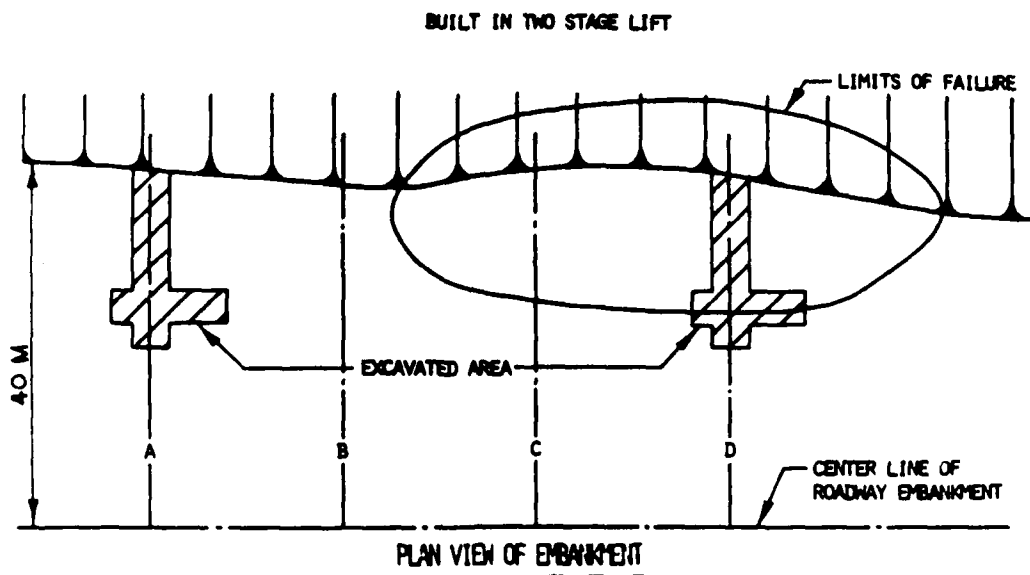 BUILT IN TWO STAGE LIFT
LIMITS OF FAILURE
40 M
EXCAVATED AREA
A
B
C
D
CENTER LINE OF
ROADWAY EMBANKMENT
PLAN VIEW OF EMBANKMENT